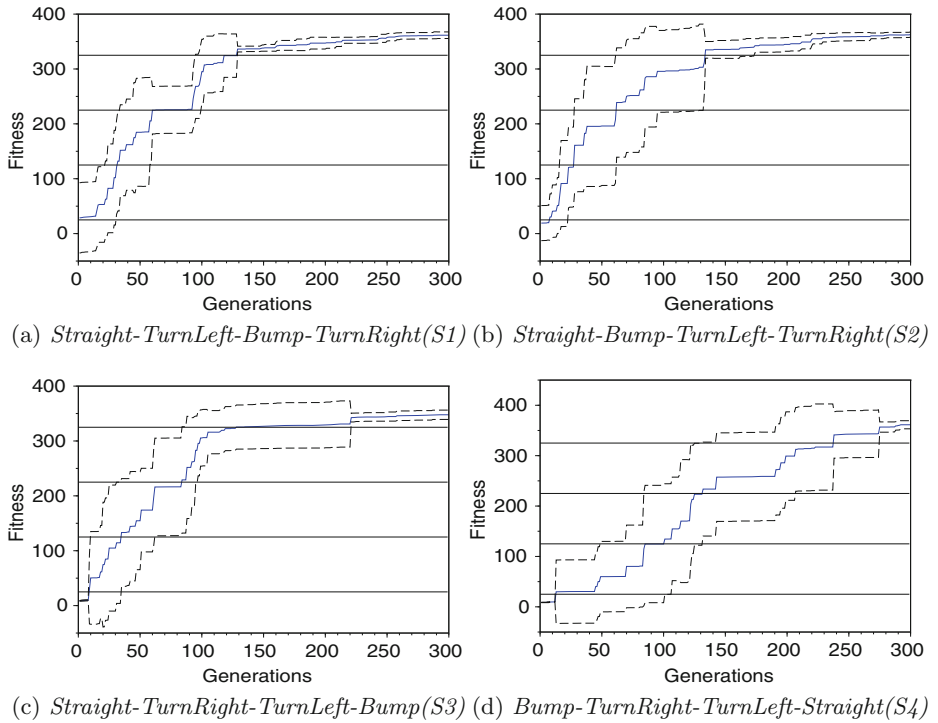 400
300
200
100
0
Fitness
0 50 100 150 200 250 300
Generations
(a) Straight-TurnLeft-Bump-TurnRight(S1)
400
300
200
100
0
Fitness
0 50 100 150 200 250 300
Generations
(b) Straight-Bump-TurnLeft-TurnRight(S2)
400
300
200
100
0
Fitness
0 50 100 150 200 250 300
Generations
(c) Straight-TurnRight-TurnLeft-Bump(S3)
400
300
200
100
0
Fitness
0 50 100 150 200 250 300
Generations
(d) Bump-TurnRight-TurnLeft-Straight(S4)